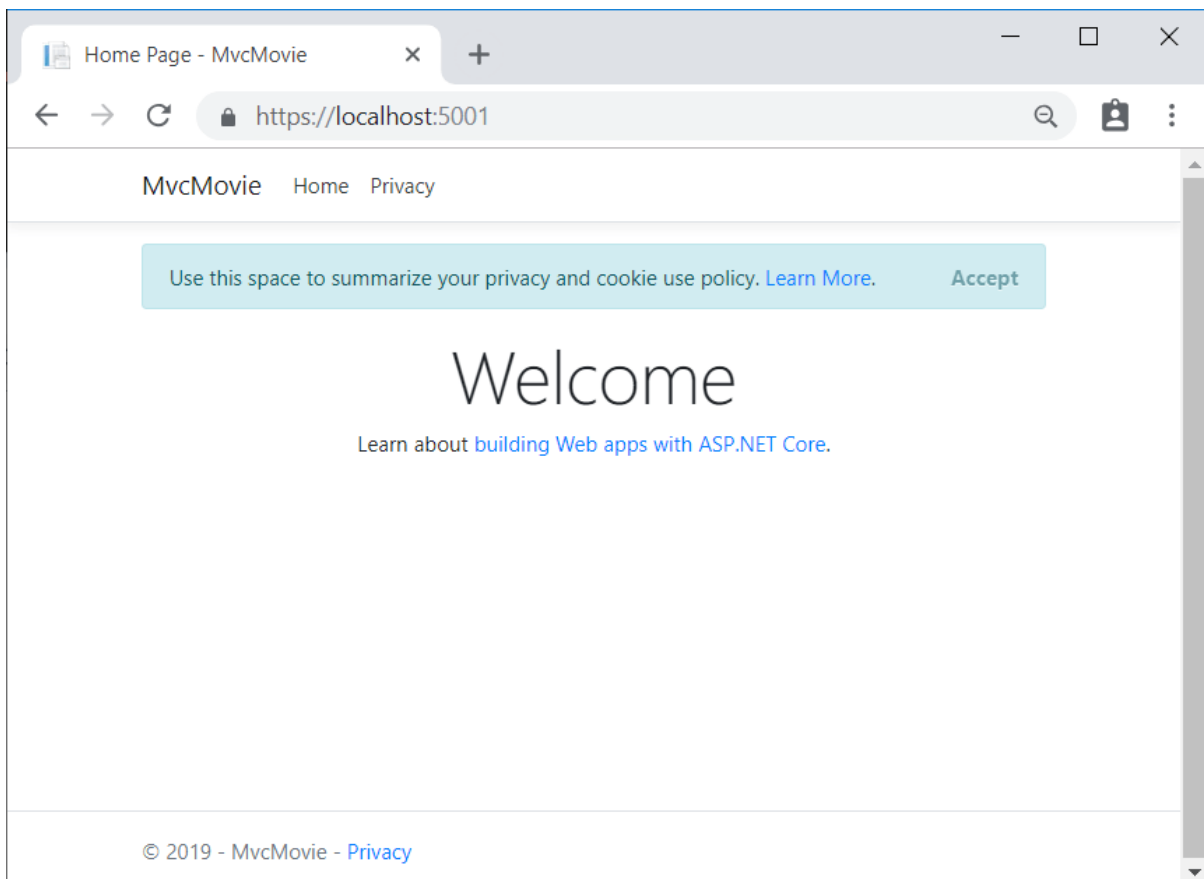 Home Page - MvcMovie
https://localhost:5001
MvcMovie Home Privacy
Use this space to summarize your privacy and cookie use policy. Learn More. Accept
Welcome
Learn about building Web apps with ASP.NET Core.
© 2019 - MvcMovie - Privacy